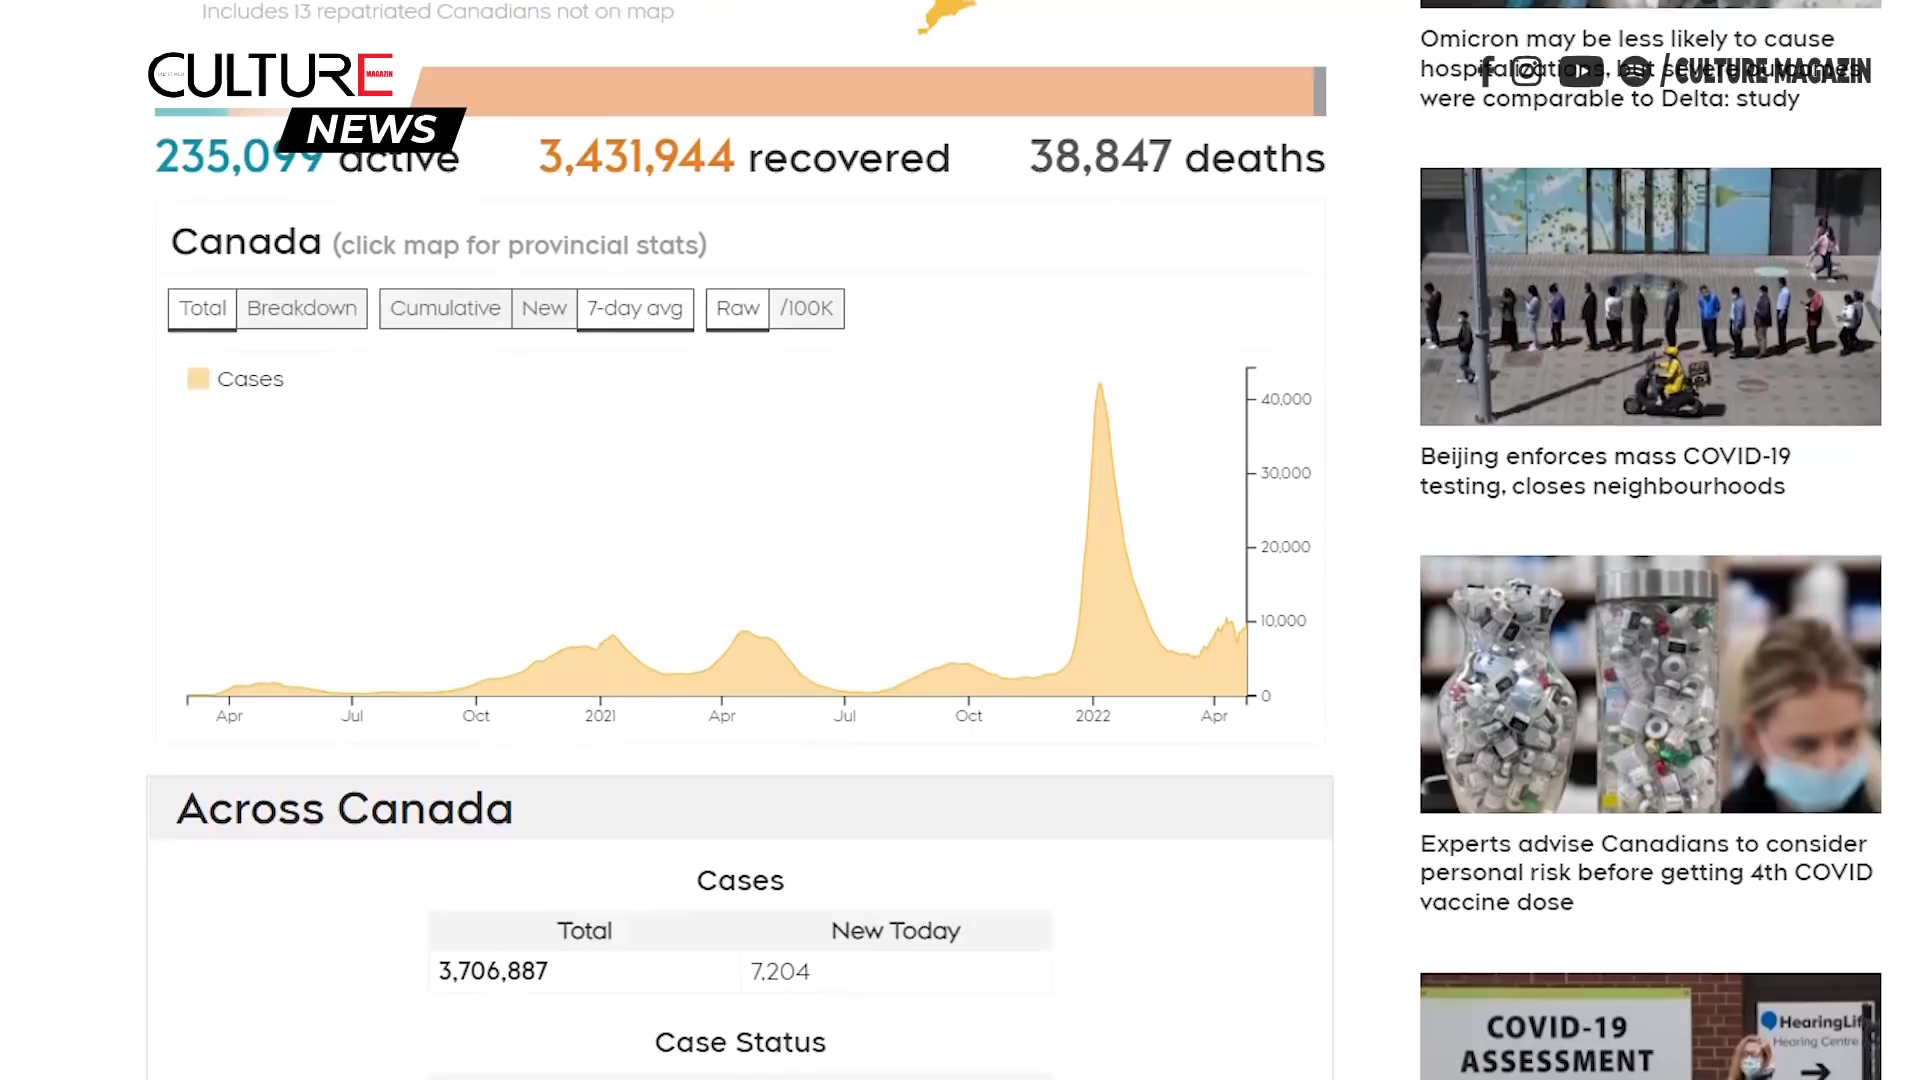 Includes 13 repatriated Canadians not on map
CULTURE
MAGAZIN
NEWS
/CULTURE MAGAZIN
235,099 active
3,431,944 recovered
38,847 deaths
Canada (click map for provincial stats)
Total
Breakdown
Cumulative
New
7-day avg
Raw
/100K
Cases
40,000
30,000
20,000
10,000
0
Apr
Jul
Oct
2021
Apr
Jul
Oct
2022
Apr
Across Canada
Cases
Total
New Today
3,706,887
7,204
Case Status
Omicron may be less likely to cause
hospitalizations, but severe outcomes
were comparable to Delta: study
Beijing enforces mass COVID-19
testing, closes neighbourhoods
Experts advise Canadians to consider
personal risk before getting 4th COVID
vaccine dose
COVID-19
ASSESSMENT
HearingLif
Hearing Centre